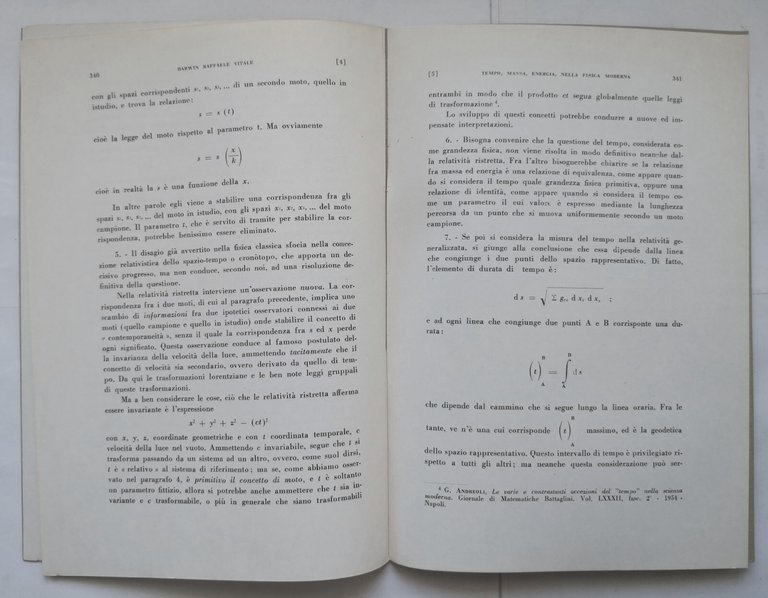 340
DARWIN RAFFAELE VITALE
[4]
con gli spazi corrispondenti x₁, x₂, x₃, ... di un secondo moto, quello in
istudio, e trova la relazione:
s = s (t)
cioè la legge del moto rispetto al parametro t. Ma ovviamente
s = s (x/k)
cioè in realtà la s è una funzione della x.
In altre parole egli viene a stabilire una corrispondenza fra gli
spazi s₁, s₂, s₃, ... del moto in istudio, con gli spazi x₁, x₂, x₃, ... del moto
campione. Il parametro t, che è servito di tramite per stabilire la cor-
rispondenza, potrebbe benissimo essere eliminato.
5. - Il disagio già avvertito nella fisica classica sfocia nella conce-
zione relativistica dello spazio-tempo o cronòtopo, che apporta un de-
cisivo progresso, ma non conduce, secondo noi, ad una risoluzione de-
finitiva della questione.
Nella relatività ristretta interviene un'osservazione nuova. La cor-
rispondenza fra i due moti, di cui al paragrafo precedente, implica uno
scambio di informazioni fra due ipotetici osservatori connessi ai due
moti (quello campione e quello in istudio) onde stabilire il concetto di
« contemporaneità », senza il quale la corrispondenza fra s ed x perde
ogni significato. Questa osservazione conduce al famoso postulato del-
la invarianza della velocità della luce, ammettendo tacitamente che il
concetto di velocità sia secondario, ovvero derivato da quello di tem-
po. Da qui le trasformazioni lorentziane e le ben note leggi gruppali
di queste trasformazioni.
Ma a ben considerare le cose, ciò che le relatività ristretta afferma
essere invariante è l'espressione
x² + y² + z² − (ct)²
con x, y, z, coordinate geometriche e con t coordinata temporale, c
velocità della luce nel vuoto. Ammettendo c invariabile, segue che t si
trasforma passando da un sistema ad un altro, ovvero, come suol dirsi,
t è « relativo » al sistema di riferimento; ma se, come abbiamo osser-
vato nel paragrafo 4, è primitivo il concetto di moto, e t è soltanto
un parametro fittizio, allora si potrebbe anche ammettere che t sia in-
variante e c trasformabile, o più in generale che siano trasformabili
[5]
TEMPO, MASSA, ENERGIA, NELLA FISICA MODERNA
341
entrambi in modo che il prodotto ct segua globalmente quelle leggi
di trasformazione⁴.
Lo sviluppo di questi concetti potrebbe condurre a nuove ed im-
pensate interpretazioni.
6. - Bisogna convenire che la questione del tempo, considerata co-
me grandezza fisica, non viene risolta in modo definitivo neanche dal-
la relatività ristretta. Fra l'altro bisognerebbe chiarire se la relazione
fra massa ed energia è una relazione di equivalenza, come appare quan-
do si considera il tempo quale grandezza fisica primitiva, oppure una
relazione di identità, come appare quando si considera il tempo co-
me un parametro il cui valore è espresso mediante la lunghezza
percorsa da un punto che si muova uniformemente secondo un moto
campione.
7. - Se poi si considera la misura del tempo nella relatività ge-
neralizzata, si giunge alla conclusione che essa dipende dalla linea
che congiunge i due punti dello spazio rappresentativo. Di fatto,
l'elemento di durata di tempo è:
d s = √ Σ gᵣₛ d xᵣ d xₛ ;
e ad ogni linea che congiunge due punti A e B corrisponte una du-
rata:
B B
(t) = ∫ d s
A A
che dipende dal cammino che si segue lungo la linea oraria. Fra le
B
tante, ve n'è una cui corrisponde (t) massimo, ed è la geodetica
A
dello spazio rappresentativo. Questo intervallo di tempo è privilegiato ri-
spetto a tutti gli altri; ma neanche questa considerazione può ser-
⁴ G. ANDREOLI, Le varie e contrastanti accezioni del "tempo" nella scienza
moderna. Giornale di Matematiche Battaglini. Vol. LXXXII, fasc. 2° - 1954 -
Napoli.